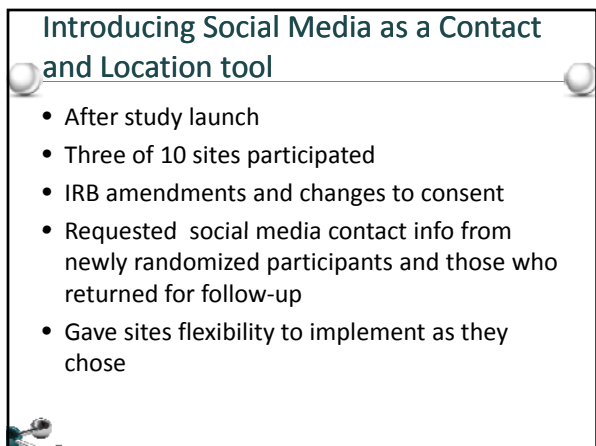 Introducing Social Media as a Contact
and Location tool
• After study launch
• Three of 10 sites participated
• IRB amendments and changes to consent
• Requested  social media contact info from
newly randomized participants and those who
returned for follow-up
• Gave sites flexibility to implement as they
chose